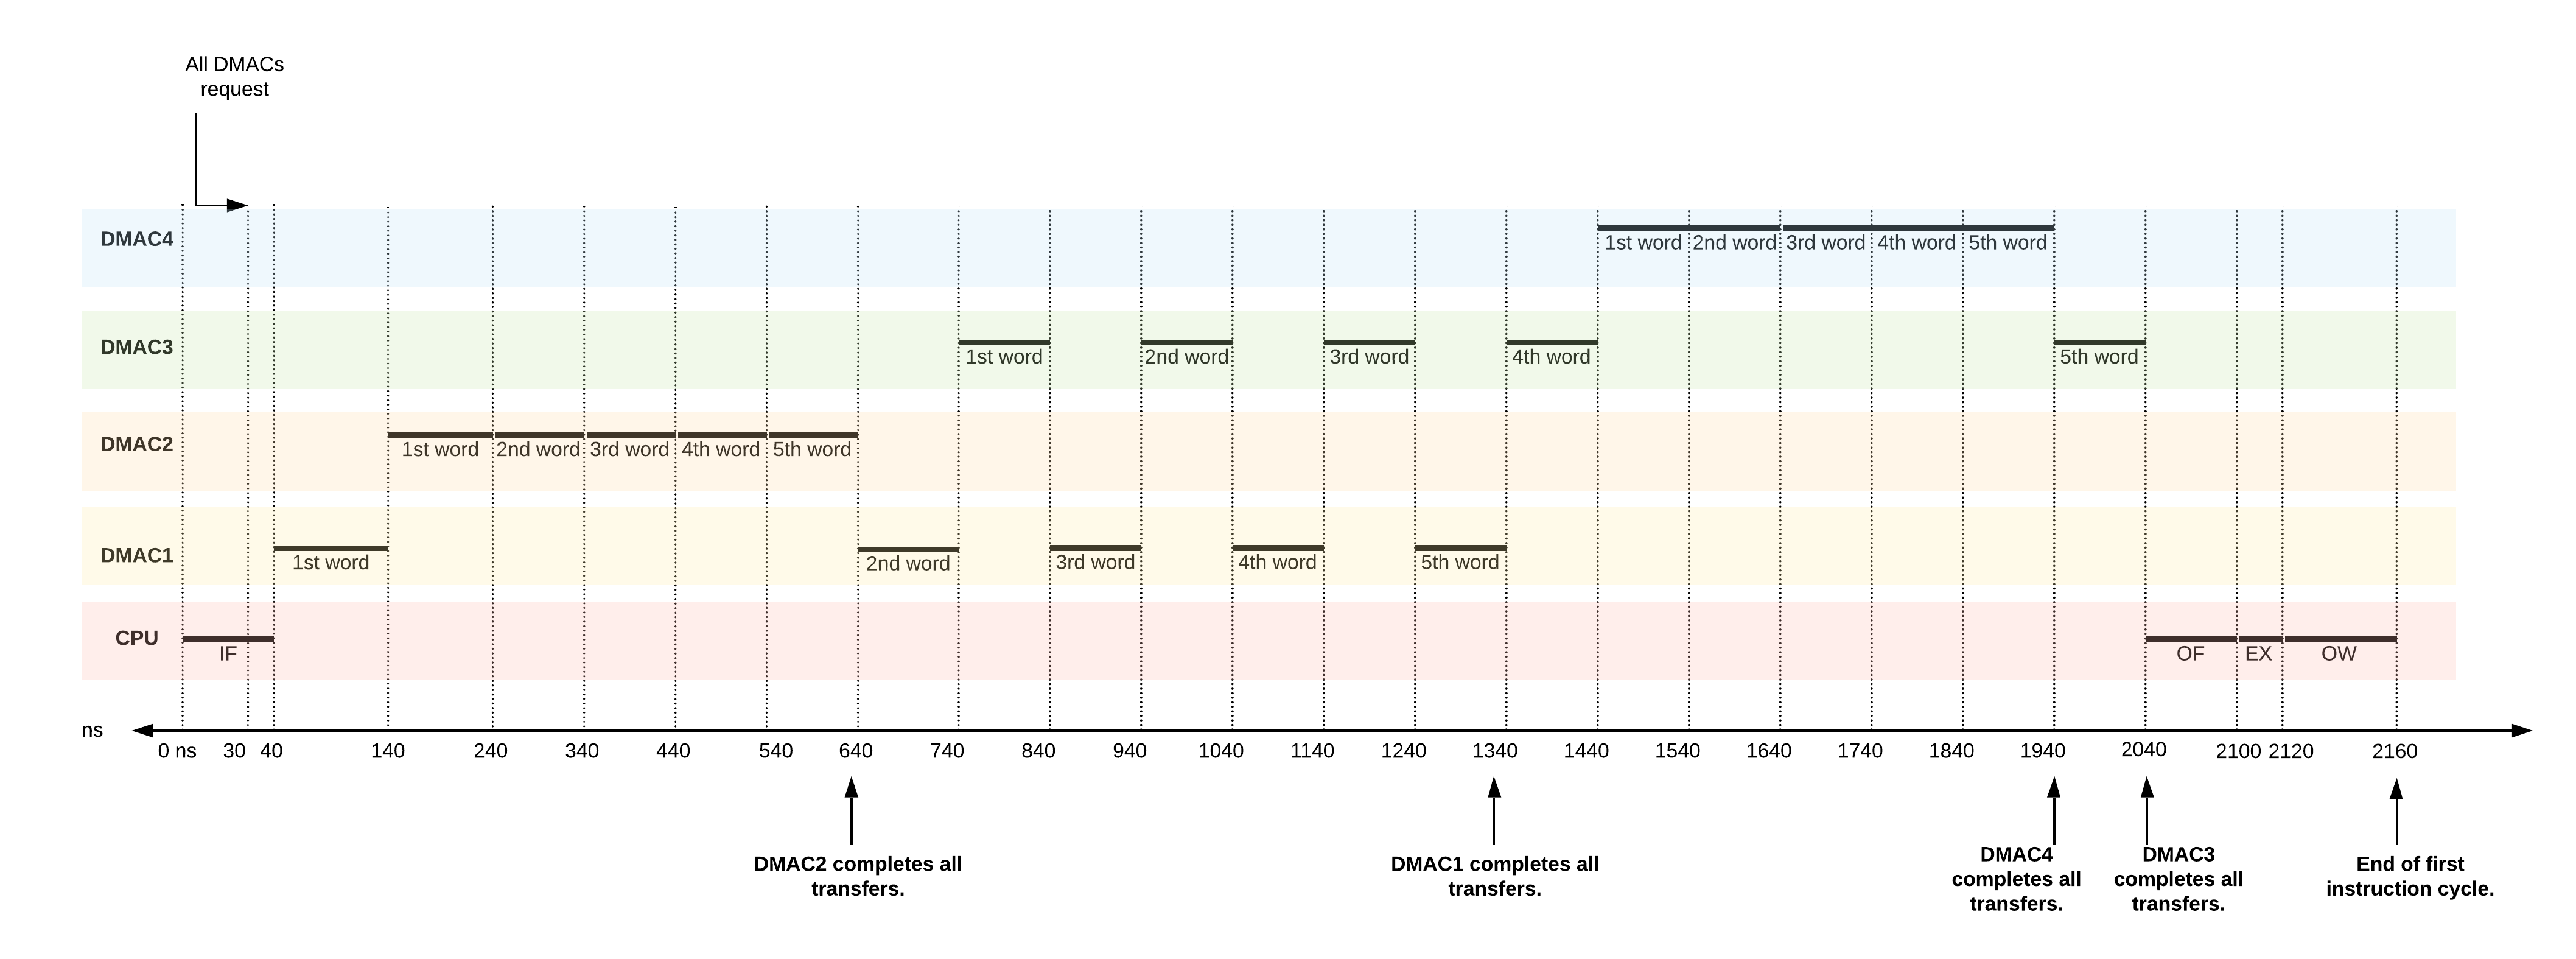 All DMACs
request
DMAC4
1st word 2nd word 3rd word 4th word 5th word
DMAC3
1st word 2nd word 3rd word 4th word 5th word
DMAC2
1st word 2nd word 3rd word 4th word 5th word
DMAC1
1st word 2nd word 3rd word 4th word 5th word
CPU
IF OF EX OW
ns
0 ns 30 40 140 240 340 440 540 640 740 840 940 1040 1140 1240 1340 1440 1540 1640 1740 1840 1940 2040 2100 2120 2160
DMAC2 completes all
transfers.
DMAC1 completes all
transfers.
DMAC4
completes all
transfers.
DMAC3
completes all
transfers.
End of first
instruction cycle.